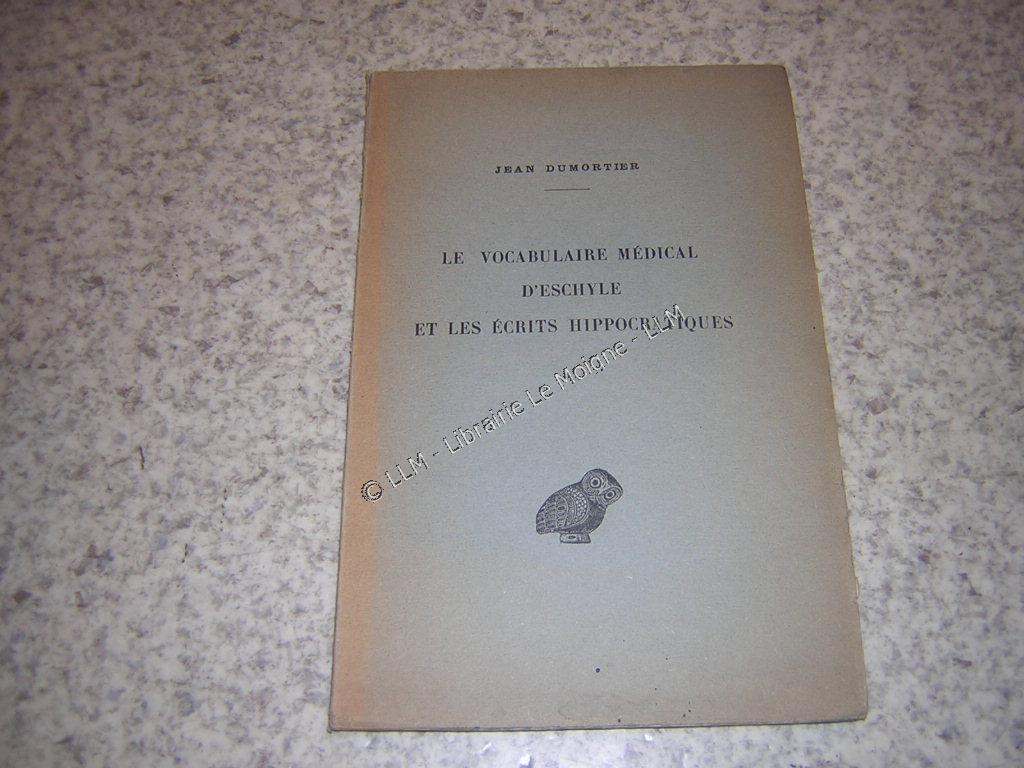 JEAN DUMORTIER
LE VOCABULAIRE MÉDICAL
D'ESCHYLE
ET LES ÉCRITS HIPPOCRATIQUES
© LLM - Librairie Le Moigne - LLM